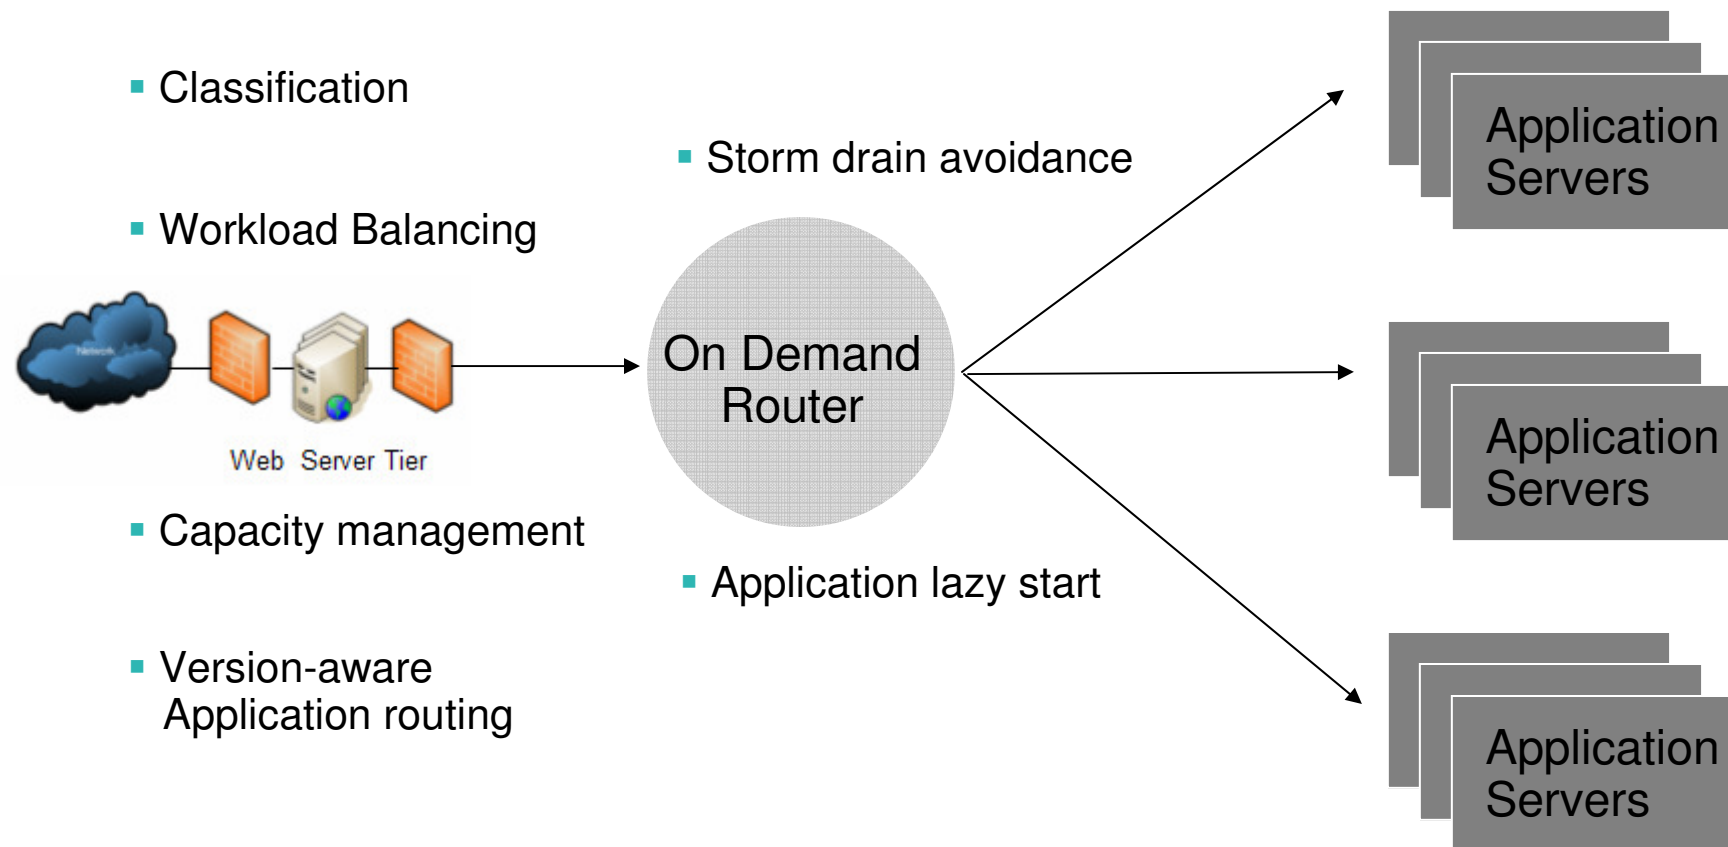 Classification
Storm drain avoidance
Workload Balancing
Network
Web Server Tier
On Demand
Router
Capacity management
Application lazy start
Version-aware
Application routing
Application
Servers
Application
Servers
Application
Servers